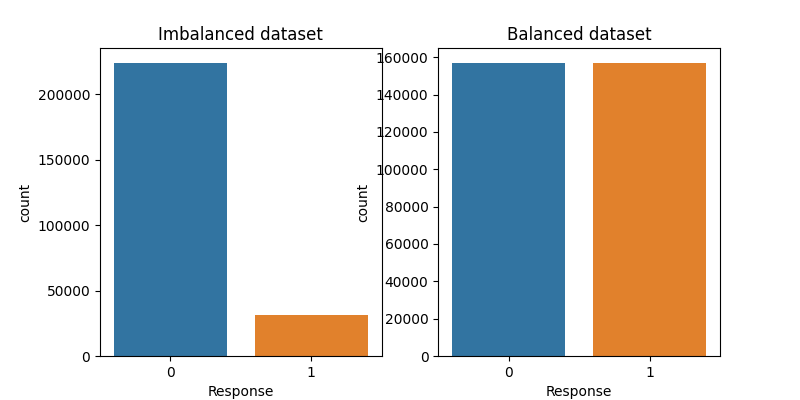 Imbalanced dataset
200000
150000
100000
50000
0
count
0 1
Response
Balanced dataset
160000
140000
120000
100000
80000
60000
40000
20000
0
count
0 1
Response